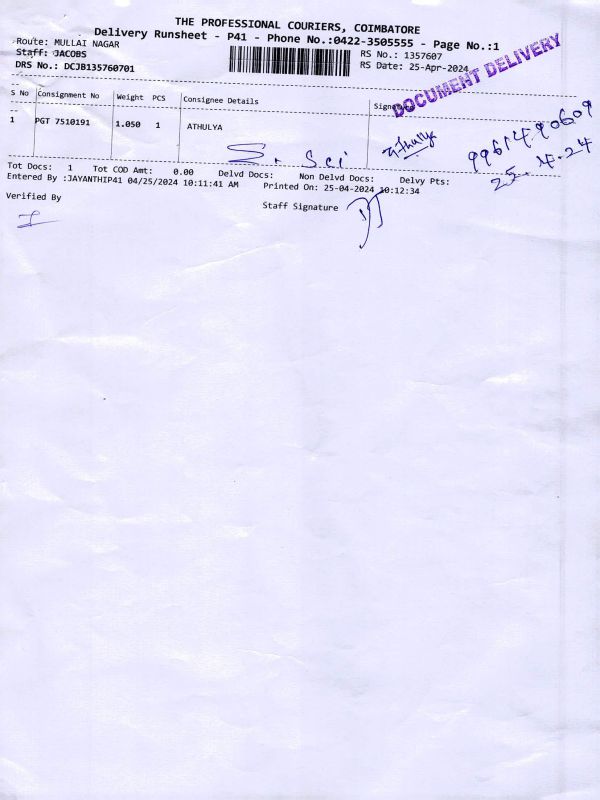 THE PROFESSIONAL COURIERS, COIMBATORE
Delivery Runsheet - P41 - Phone No.:0422-3505555 - Page No.:1
Route: MULLAI NAGAR
RS No.: 1357607
Staff: JACOBS
RS Date: 25-Apr-2024
DRS No.: DCJB135760701
DOCUMENT DELIVERY
S No Consignment No Weight PCS Consignee Details Signature
1 PGT 7510191 1.050 1 ATHULYA
Athulya
9961490609
25.4.24
S. Sci
Tot Docs: 1 Tot COD Amt: 0.00 Delvd Docs: Non Delvd Docs: Delvy Pts:
Entered By :JAYANTHIP41 04/25/2024 10:11:41 AM Printed On: 25-04-2024 10:12:34
Verified By
Staff Signature